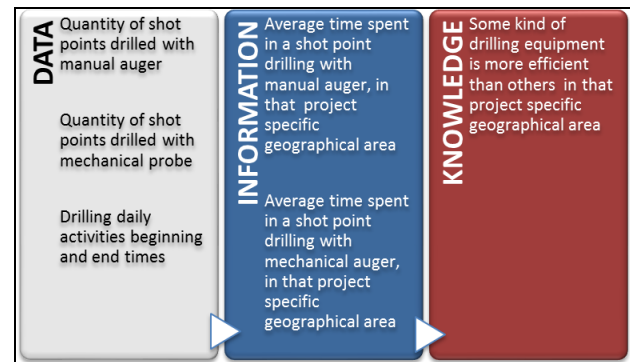 DATA
Quantity of shot
points drilled with
manual auger
Quantity of shot
points drilled with
mechanical probe
Drilling daily
activities beginning
and end times
INFORMATION
Average time spent
in a shot point
drilling with
manual auger, in
that project
specific
geographical area
Average time spent
in a shot point
drilling with
mechanical auger,
in that project
specific
geographical area
KNOWLEDGE
Some kind of
drilling equipment
is more efficient
than others in that
project specific
geographical area